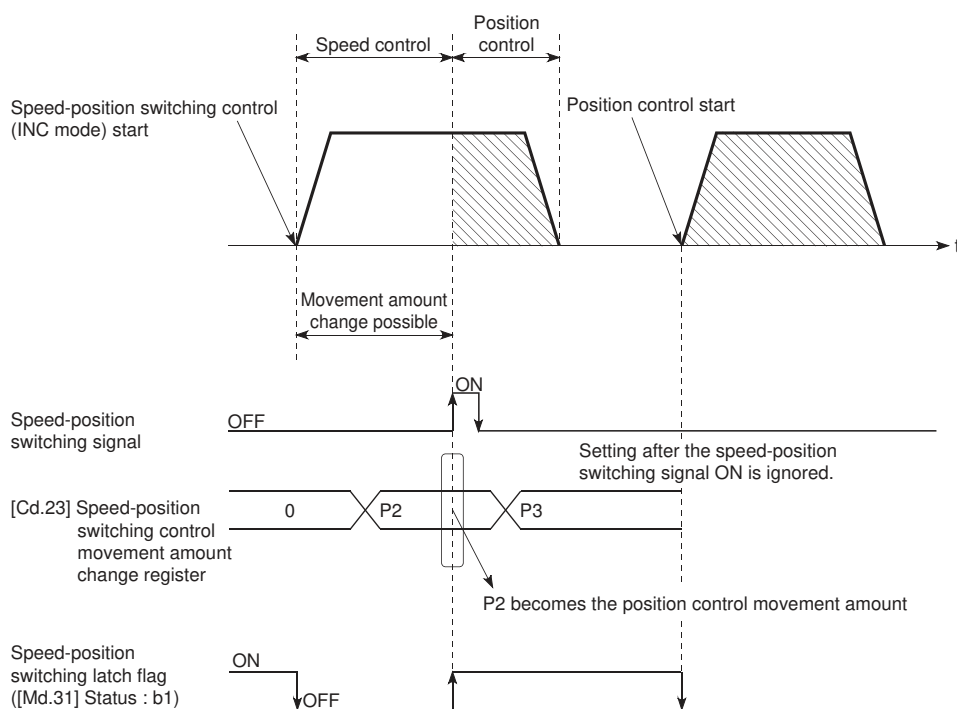 Speed control
Position
control
Speed-position switching control
(INC mode) start
Position control start
t
Movement amount
change possible
Speed-position
switching signal
OFF
ON
Setting after the speed-position
switching signal ON is ignored.
[Cd.23] Speed-position
switching control
movement amount
change register
0
P2
P3
P2 becomes the position control movement amount
Speed-position
switching latch flag
([Md.31] Status : b1)
ON
OFF